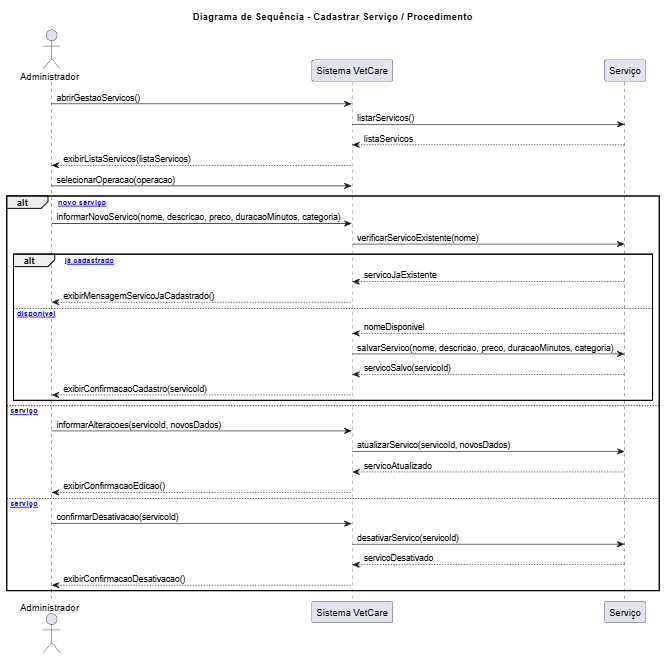 Diagrama de Sequência - Cadastrar Serviço / Procedimento
Administrador
Sistema VetCare
Serviço
abrirGestaoServicos()
listarServicos()
listaServicos
exibirListaServicos(listaServicos)
selecionarOperacao(operacao)
alt
novo serviço
informarNovoServico(nome, descricao, preco, duracaoMinutos, categoria)
verificarServicoExistente(nome)
alt
já cadastrado
servicoJaExistente
exibirMensagemServicoJaCadastrado()
disponível
nomeDisponivel
salvarServico(nome, descricao, preco, duracaoMinutos, categoria)
servicoSalvo(servicoId)
exibirConfirmacaoCadastro(servicoId)
serviço
informarAlteracoes(servicoId, novosDados)
atualizarServico(servicoId, novosDados)
servicoAtualizado
exibirConfirmacaoEdicao()
serviço
confirmarDesativacao(servicoId)
desativarServico(servicoId)
servicoDesativado
exibirConfirmacaoDesativacao()
Administrador
Sistema VetCare
Serviço